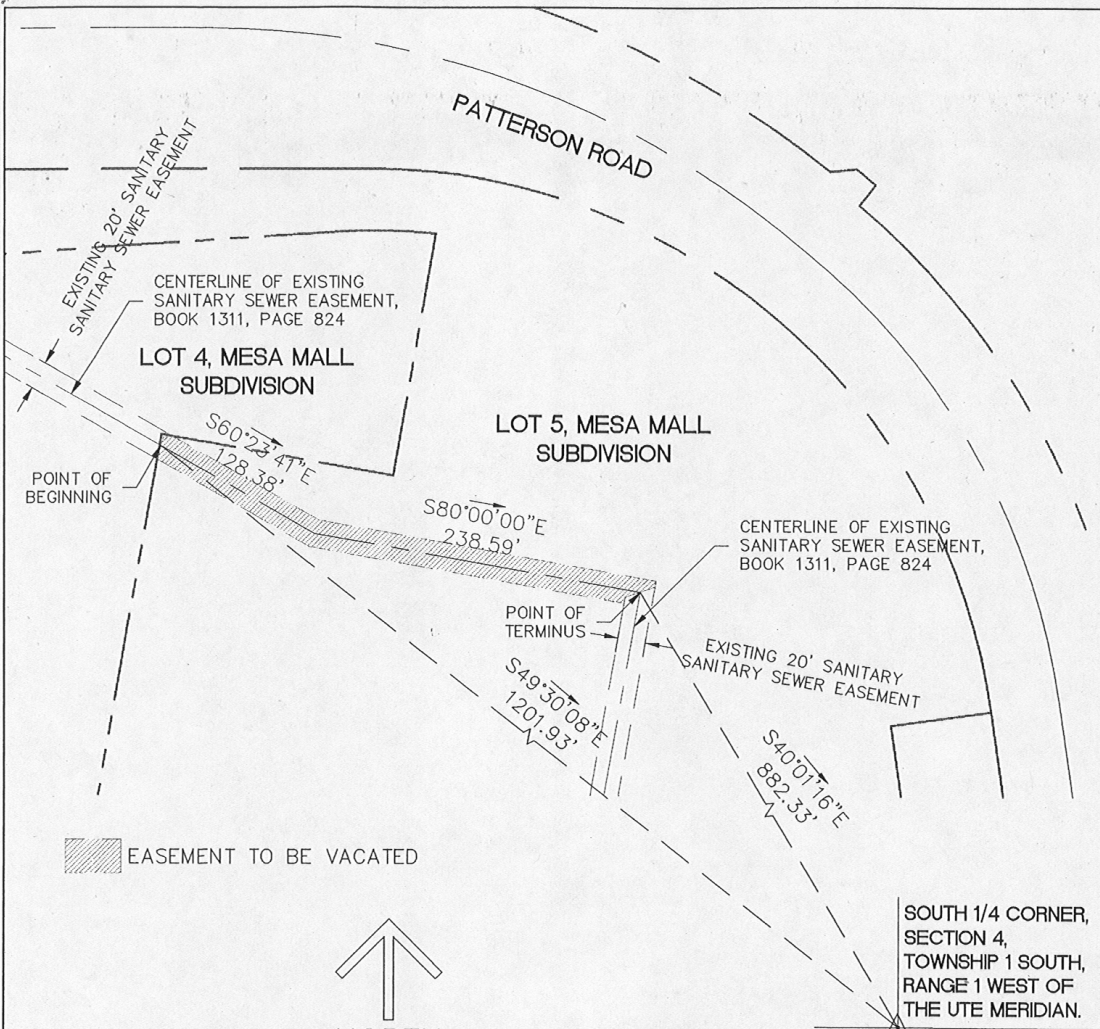 PATTERSON ROAD
EXISTING 20' SANITARY
SANITARY SEWER EASEMENT
CENTERLINE OF EXISTING
SANITARY SEWER EASEMENT,
BOOK 1311, PAGE 824
LOT 4, MESA MALL
SUBDIVISION
LOT 5, MESA MALL
SUBDIVISION
S60°23'41"E
128.38'
POINT OF
BEGINNING
S80°00'00"E
238.59'
CENTERLINE OF EXISTING
SANITARY SEWER EASEMENT,
BOOK 1311, PAGE 824
POINT OF
TERMINUS
EXISTING 20' SANITARY
SANITARY SEWER EASEMENT
S49°30'08"E
1201.93'
S40°01'16"E
882.33'
EASEMENT TO BE VACATED
SOUTH 1/4 CORNER,
SECTION 4,
TOWNSHIP 1 SOUTH,
RANGE 1 WEST OF
THE UTE MERIDIAN.